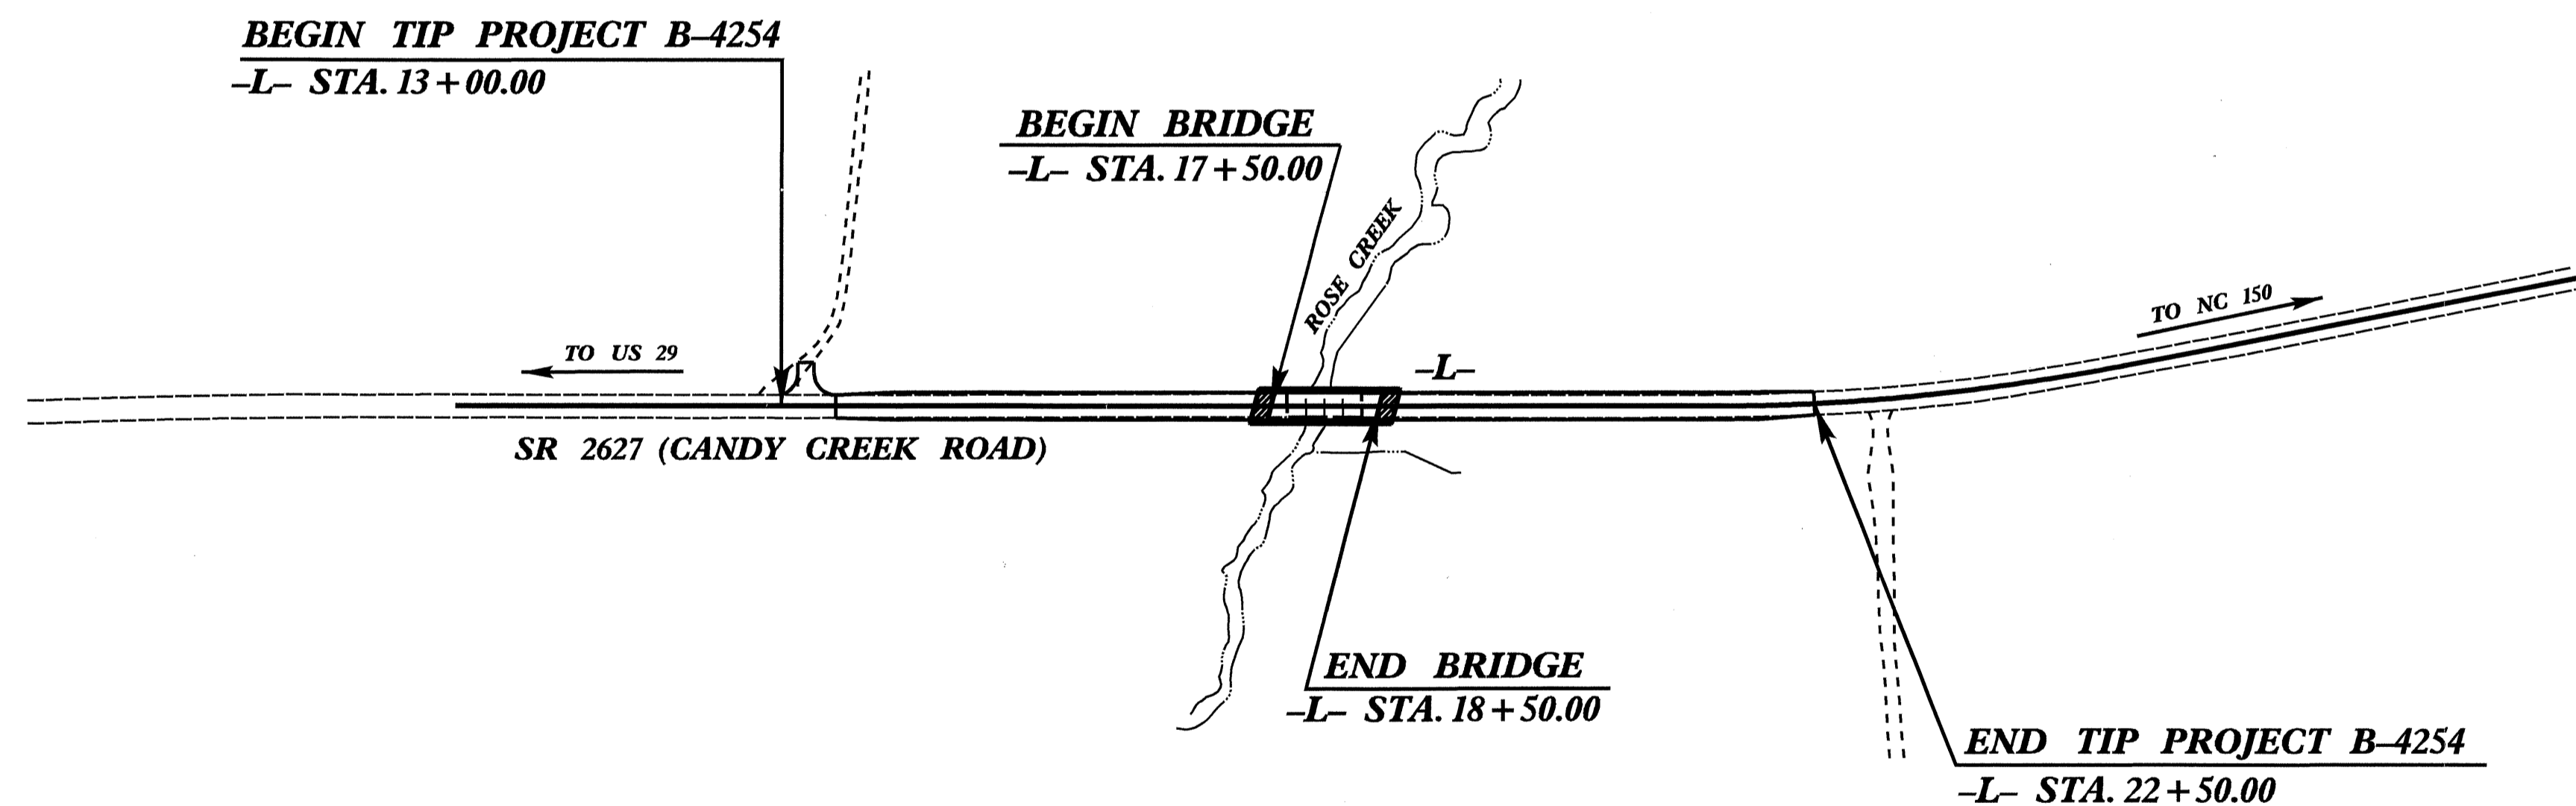 BEGIN TIP PROJECT B–4254
–L– STA. 13+00.00
BEGIN BRIDGE
–L– STA. 17+50.00
ROSE CREEK
TO NC 150
TO US 29
–L–
SR 2627 (CANDY CREEK ROAD)
END BRIDGE
–L– STA. 18+50.00
END TIP PROJECT B–4254
–L– STA. 22+50.00